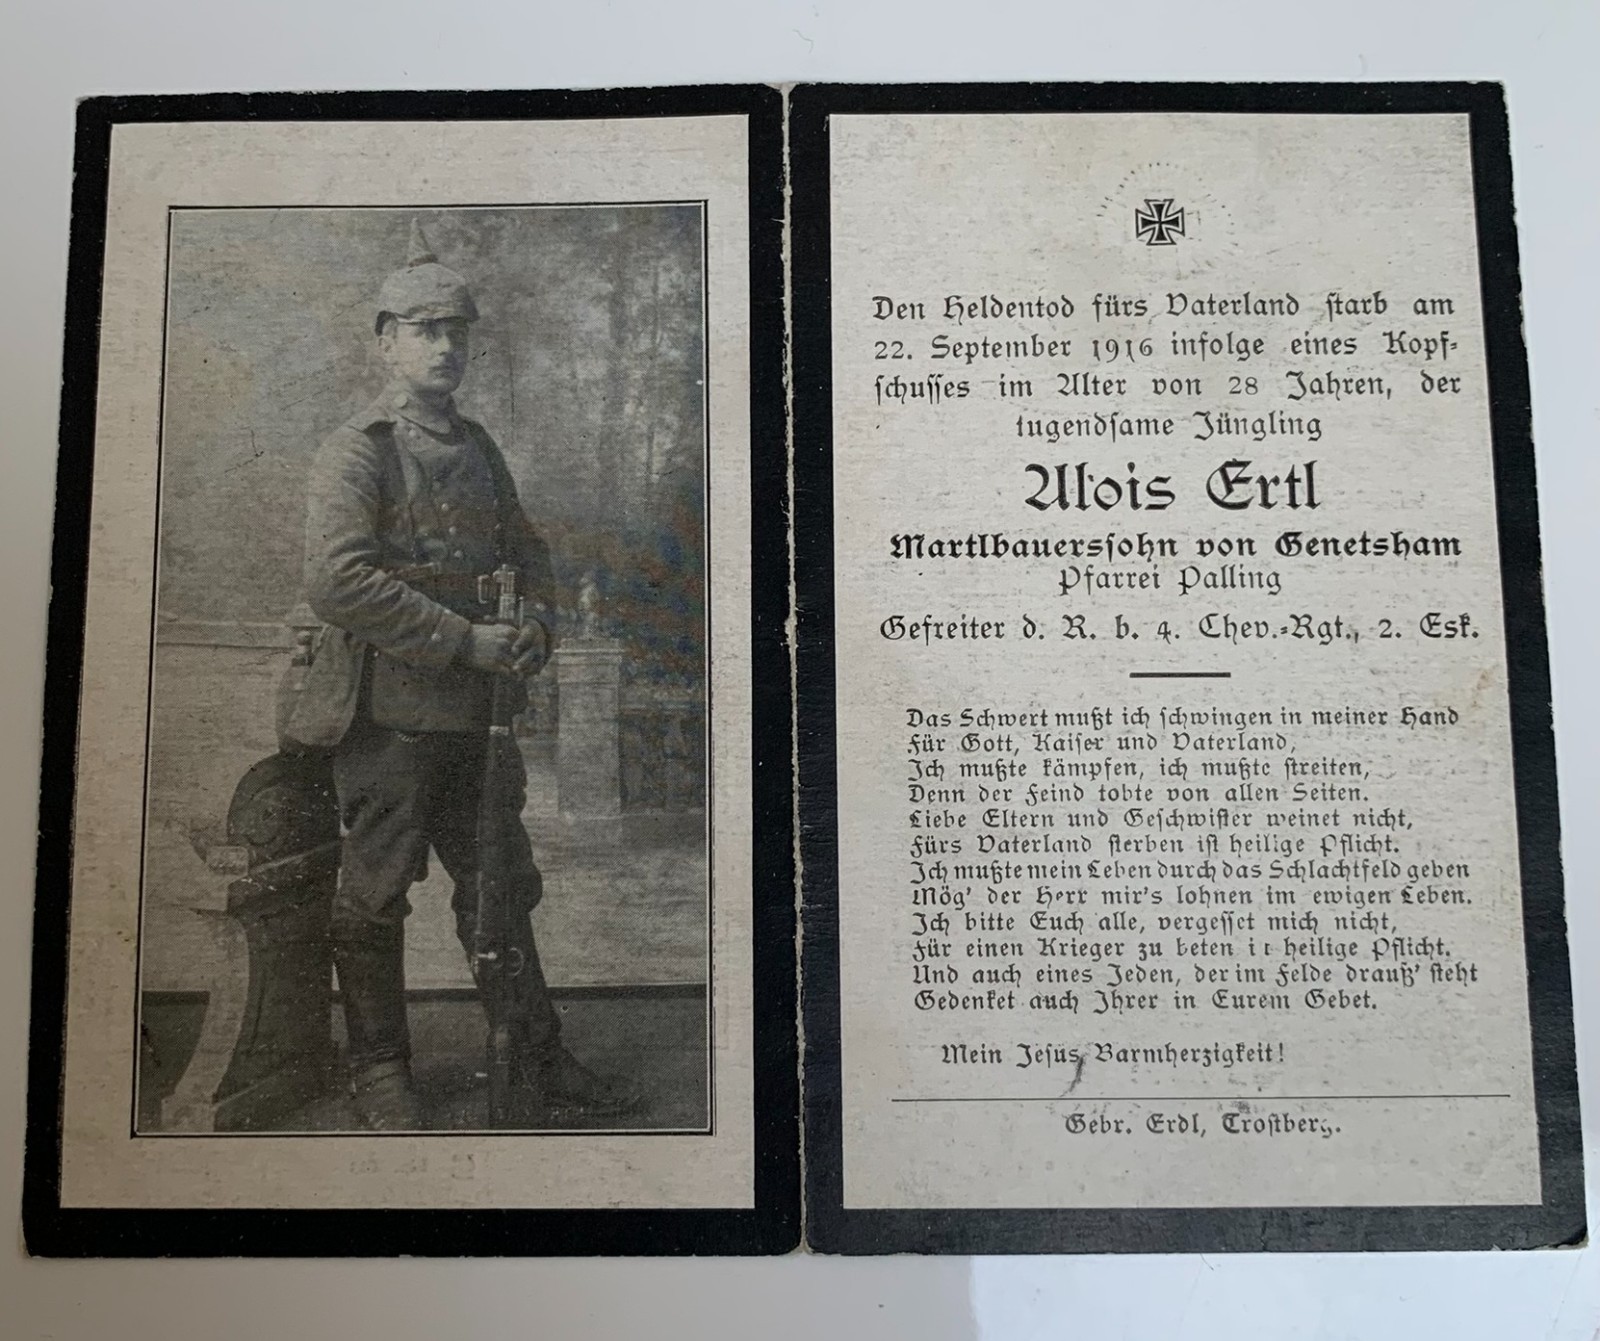 Den Heldentod fürs Vaterland starb am
22. September 1916 infolge eines Kopf-
schusses im Alter von 28 Jahren, der
tugendsame Jüngling
Alois Ertl
Martlbauerssohn von Genetsham
Pfarrei Palling
Gefreiter d. R. b. 4. Chev.-Rgt., 2. Esk.
Das Schwert mußt ich schwingen in meiner Hand
Für Gott, Kaiser und Vaterland,
Ich mußte kämpfen, ich mußte streiten,
Denn der Feind tobte von allen Seiten.
Liebe Eltern und Geschwister weinet nicht,
Fürs Vaterland sterben ist heilige Pflicht.
Ich mußte mein Leben durch das Schlachtfeld geben
Mög' der Herr mir's lohnen im ewigen Leben.
Ich bitte Euch alle, vergesset mich nicht,
Für einen Krieger zu beten ist heilige Pflicht.
Und auch eines Jeden, der im Felde drauß' steht
Gedenket auch Ihrer in Eurem Gebet.
Mein Jesus, Barmherzigkeit!
Gebr. Erdl, Trostberg.